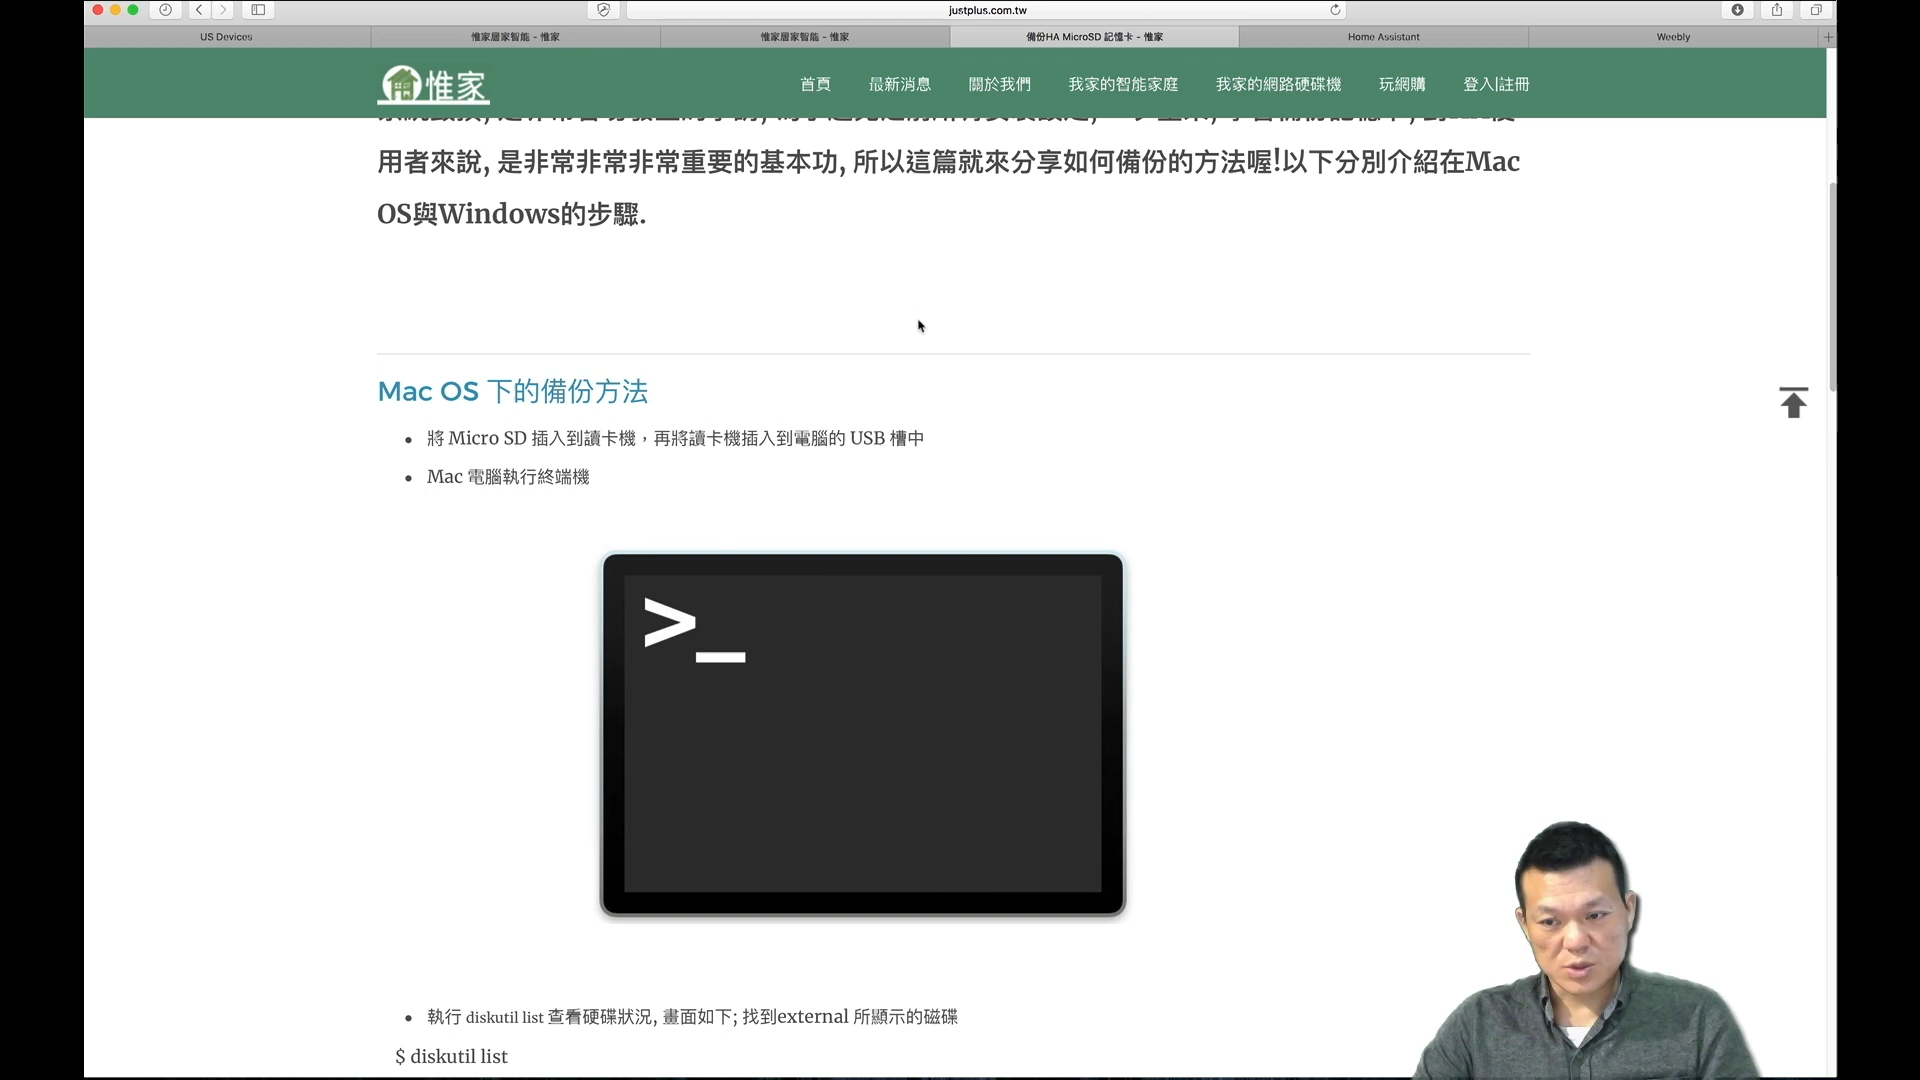 justplus.com.tw
US Devices
惟家居家智能 - 惟家
惟家居家智能 - 惟家
備份HA MicroSD 記憶卡 - 惟家
Home Assistant
Weebly
惟家
首頁
最新消息
關於我們
我家的智能家庭
我家的網路硬碟機
玩網購
登入|註冊
用者來說, 是非常非常非常重要的基本功, 所以這篇就來分享如何備份的方法喔!以下分別介紹在Mac
OS與Windows的步驟.
Mac OS 下的備份方法
將 Micro SD 插入到讀卡機，再將讀卡機插入到電腦的 USB 槽中
Mac 電腦執行終端機
>_
執行 diskutil list 查看硬碟狀況, 畫面如下; 找到external 所顯示的磁碟
$ diskutil list